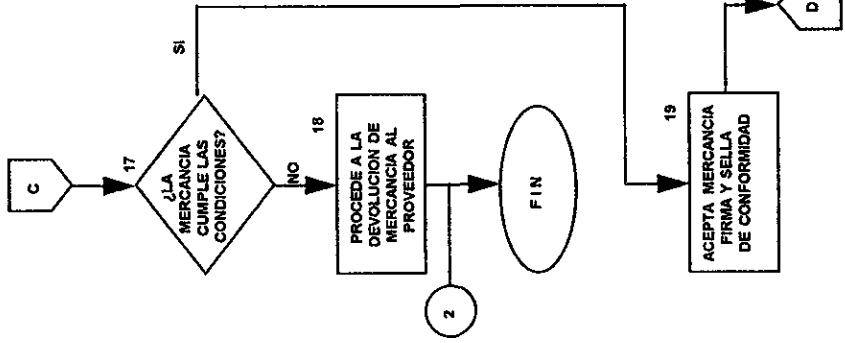 C
17
¿LA
MERCANCIA
CUMPLE LAS
CONDICIONES?
SI
NO
18
PROCEDE A LA
DEVOLUCION DE
MERCANCIA AL
PROVEEDOR
2
FIN
19
ACEPTA MERCANCIA
FIRMA Y SELLA
DE CONFORMIDAD
D